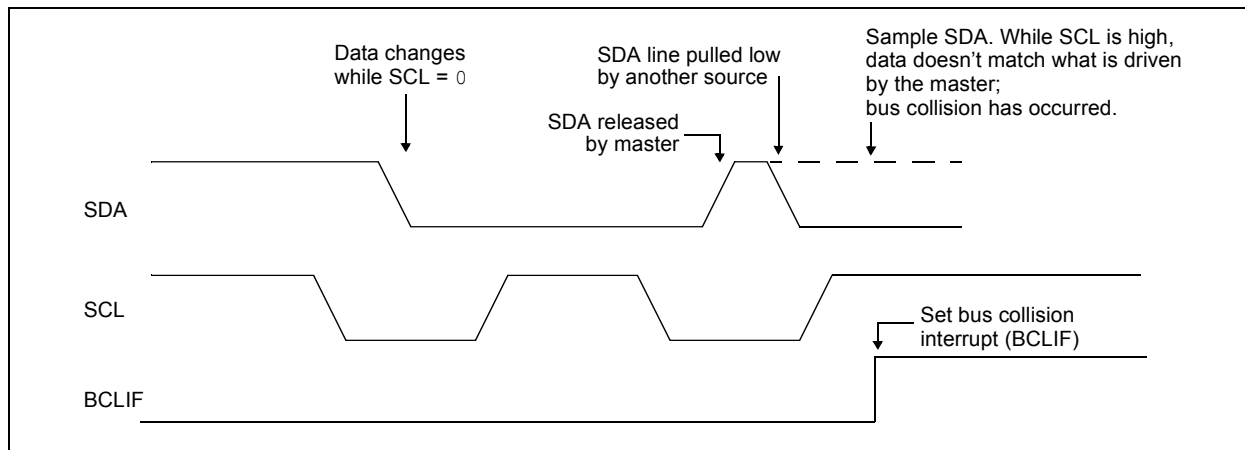 Data changes
while SCL = 0
SDA line pulled low
by another source
SDA released
by master
Sample SDA. While SCL is high,
data doesn’t match what is driven
by the master;
bus collision has occurred.
SDA
SCL
Set bus collision
interrupt (BCLIF)
BCLIF